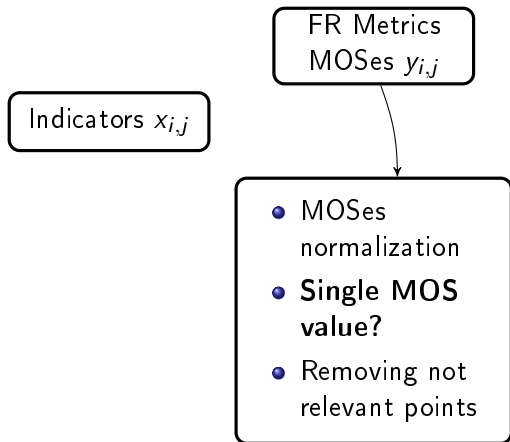 FR Metrics
MOSes y_{i,j}
Indicators x_{i,j}
MOSes
normalization
Single MOS
value?
Removing not
relevant points